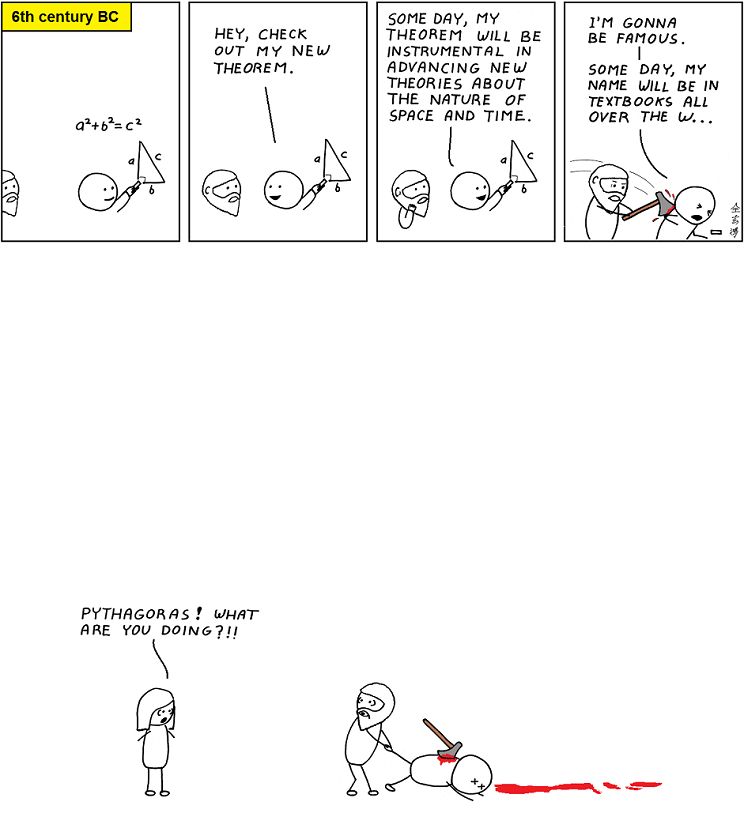 6th century BC
a²+b²=c²
a
c
b
HEY, CHECK
OUT MY NEW
THEOREM.
a
c
b
SOME DAY, MY
THEOREM WILL BE
INSTRUMENTAL IN
ADVANCING NEW
THEORIES ABOUT
THE NATURE OF
SPACE AND TIME.
a
c
b
I'M GONNA
BE FAMOUS.
SOME DAY, MY
NAME WILL BE IN
TEXTBOOKS ALL
OVER THE W...
PYTHAGORAS! WHAT
ARE YOU DOING?!!